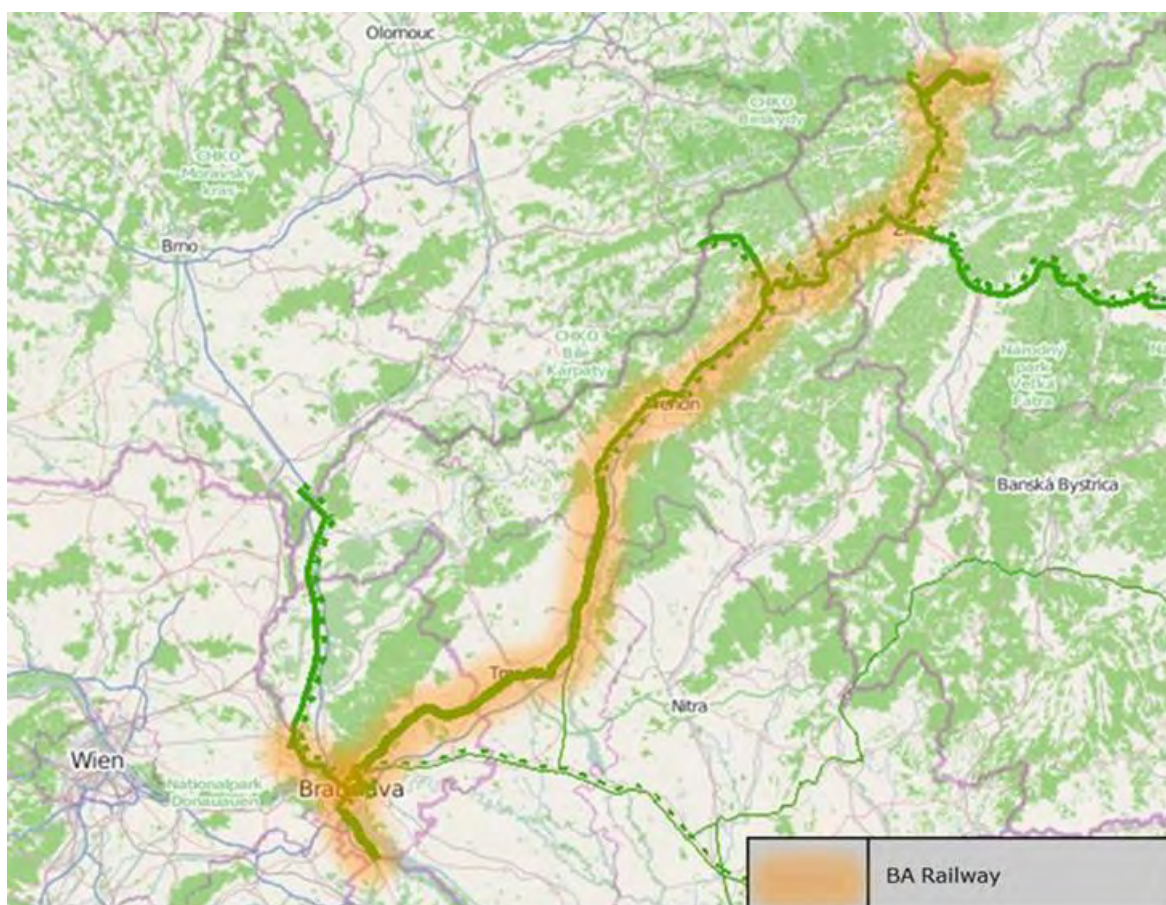 Olomouc
CHKO
Beskydy
CHKO
Moravský
kras
Brno
CHKO
Bílé
Karpaty
Národný
park
Veľká
Fatra
Banská Bystrica
Nitra
Wien
Nationalpark
Donauauen
BA Railway